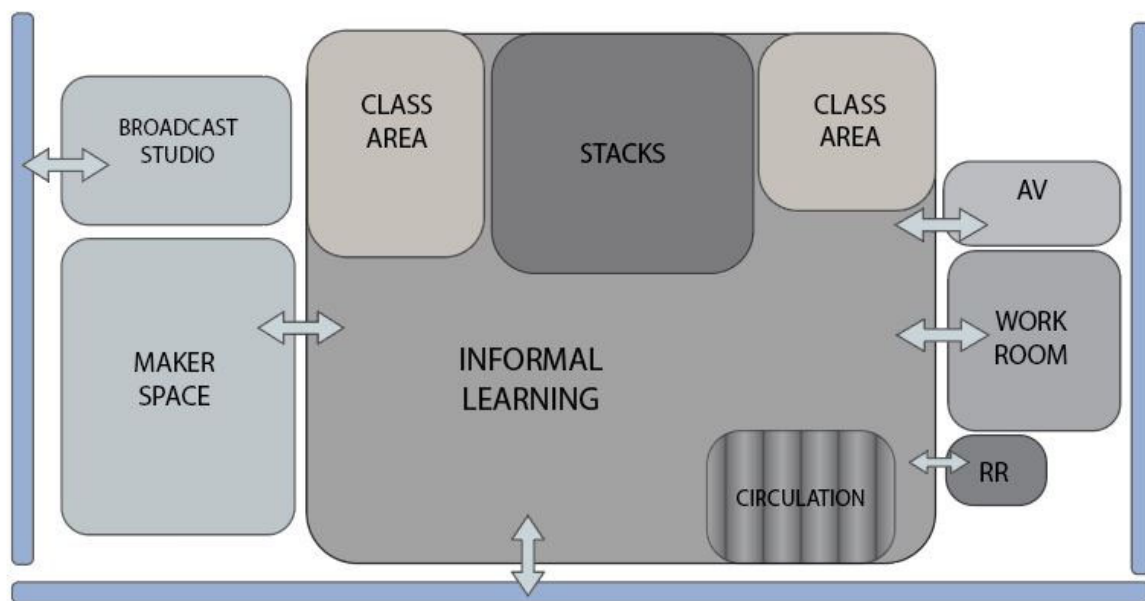 BROADCAST
STUDIO
CLASS
AREA
STACKS
CLASS
AREA
AV
MAKER
SPACE
INFORMAL
LEARNING
WORK
ROOM
CIRCULATION
RR